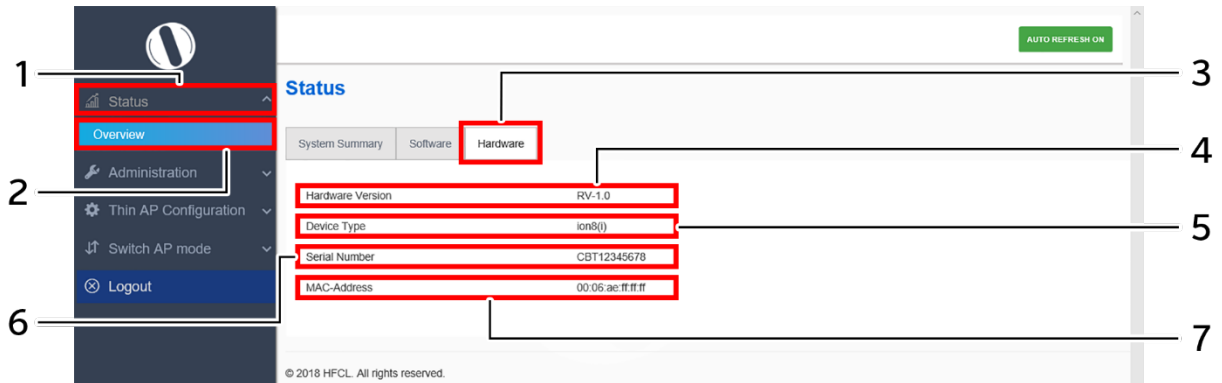 AUTO REFRESH ON
1
3
Status
Status
Overview
System Summary Software Hardware
4
Administration
2
Hardware Version RV-1.0
Thin AP Configuration
Device Type ion8(i)
5
Switch AP mode
Serial Number CBT12345678
Logout
MAC-Address 00:06:ae:ff:ff:ff
6
7
© 2018 HFCL. All rights reserved.